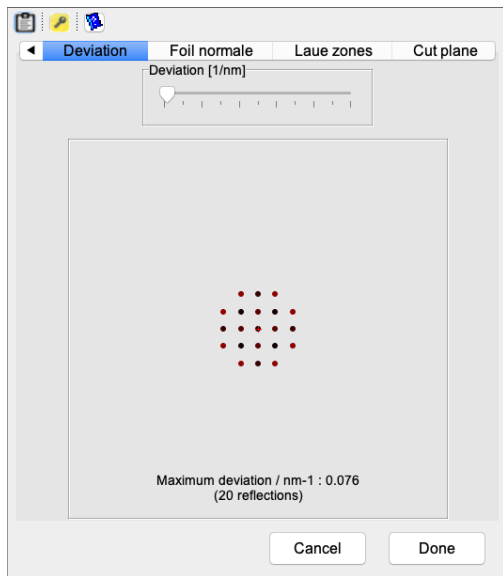 Deviation Foil normale Laue zones Cut plane
Deviation [1/nm]
Maximum deviation / nm-1 : 0.076
(20 reflections)
Cancel Done